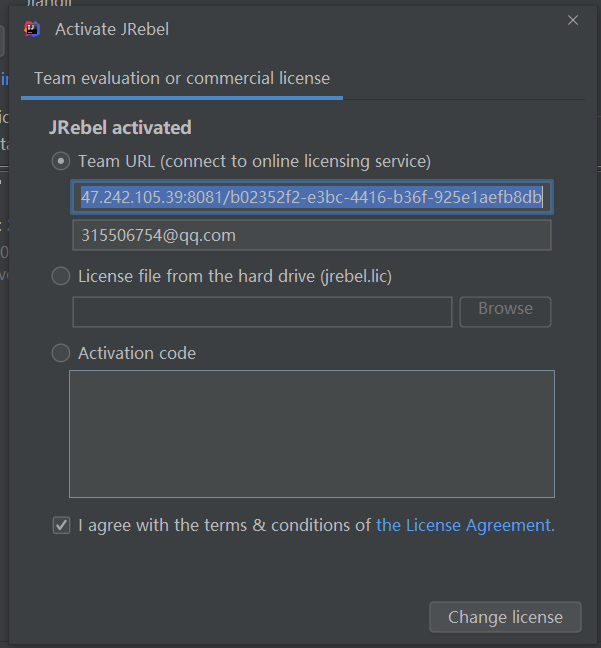 Activate JRebel
Team evaluation or commercial license
JRebel activated
Team URL (connect to online licensing service)
47.242.105.39:8081/b02352f2-e3bc-4416-b36f-925e1aefb8db
315506754@qq.com
License file from the hard drive (jrebel.lic)
Browse
Activation code
I agree with the terms & conditions of the License Agreement.
Change license